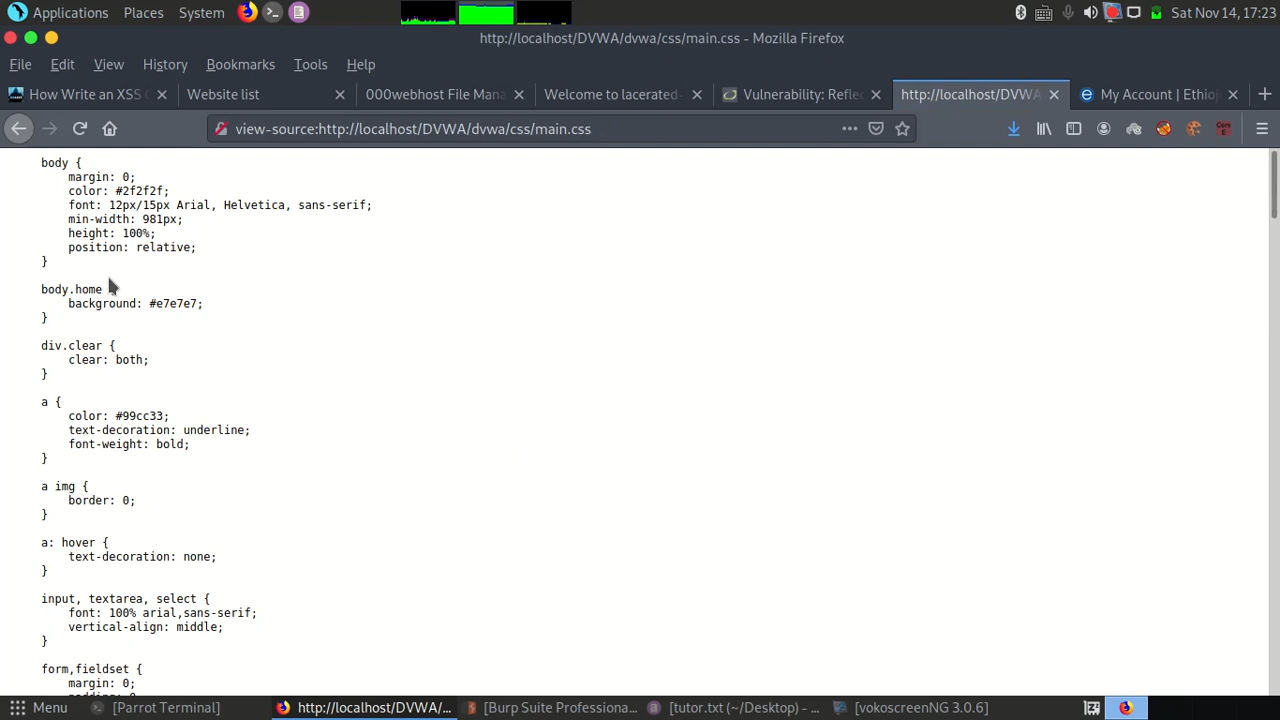 Applications Places System Sat Nov 14, 17:23
http://localhost/DVWA/dvwa/css/main.css - Mozilla Firefox
File Edit View History Bookmarks Tools Help
How Write an XSS Website list 000webhost File Mana Welcome to lacerated- Vulnerability: Refle http://localhost/DVWA My Account | Ethio
view-source:http://localhost/DVWA/dvwa/css/main.css
body {
margin: 0;
color: #2f2f2f;
font: 12px/15px Arial, Helvetica, sans-serif;
min-width: 981px;
height: 100%;
position: relative;
}
body.home
background: #e7e7e7;
}
div.clear {
clear: both;
}
a {
color: #99cc33;
text-decoration: underline;
font-weight: bold;
}
a img {
border: 0;
}
a: hover {
text-decoration: none;
}
input, textarea, select {
font: 100% arial,sans-serif;
vertical-align: middle;
}
form,fieldset {
margin: 0;
Menu [Parrot Terminal] http://localhost/DVWA/... [Burp Suite Professiona... [tutor.txt (~/Desktop) - ... [vokoscreenNG 3.0.6]